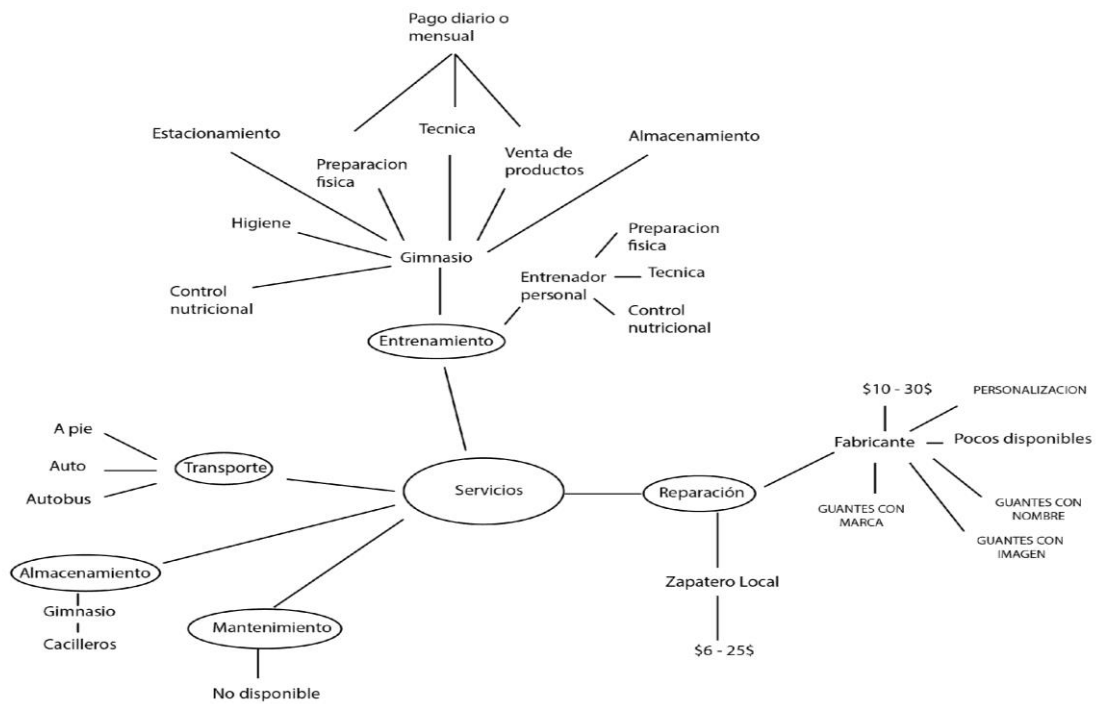 Pago diario o
mensual
Estacionamiento
Tecnica
Almacenamiento
Preparacion
fisica
Venta de
productos
Higiene
Gimnasio
Preparacion
fisica
Entrenador
personal
Tecnica
Control
nutricional
Control
nutricional
Entrenamiento
$10 - 30$
PERSONALIZACION
A pie
Fabricante
Pocos disponibles
Auto
Transporte
Autobus
Servicios
Reparación
GUANTES CON
MARCA
GUANTES CON
NOMBRE
GUANTES CON
IMAGEN
Almacenamiento
Zapatero Local
Gimnasio
Cacilleros
Mantenimiento
$6 - 25$
No disponible